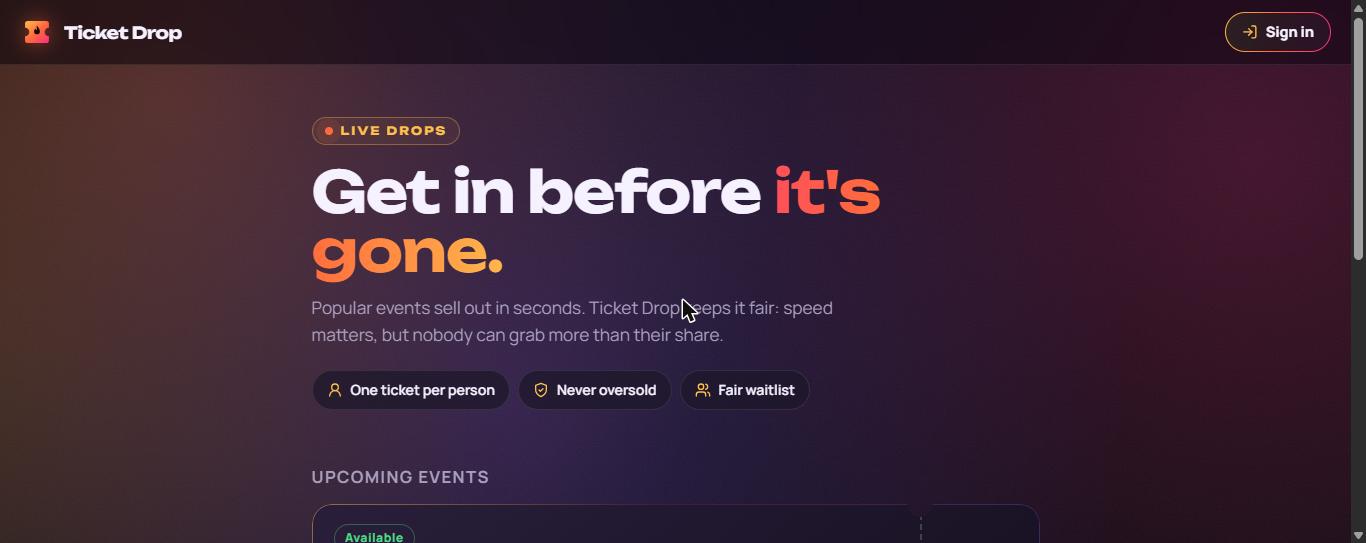 Ticket Drop
Sign in
LIVE DROPS
Get in before it's
gone.
Popular events sell out in seconds. Ticket Drop eeps it fair: speed
matters, but nobody can grab more than their share.
One ticket per person
Never oversold
Fair waitlist
UPCOMING EVENTS
Available